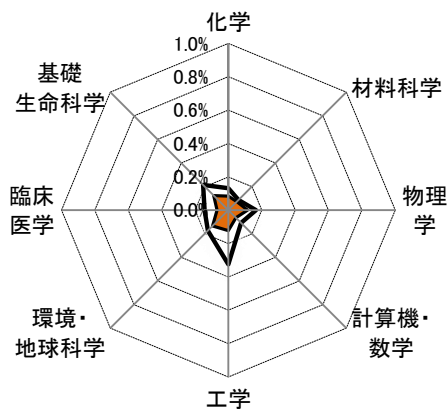 化学
1.0%
0.8%
0.6%
0.4%
0.2%
0.0%
材料科学
物理
学
計算機・
数学
工学
環境・
地球科学
臨床
医学
基礎
生命科学